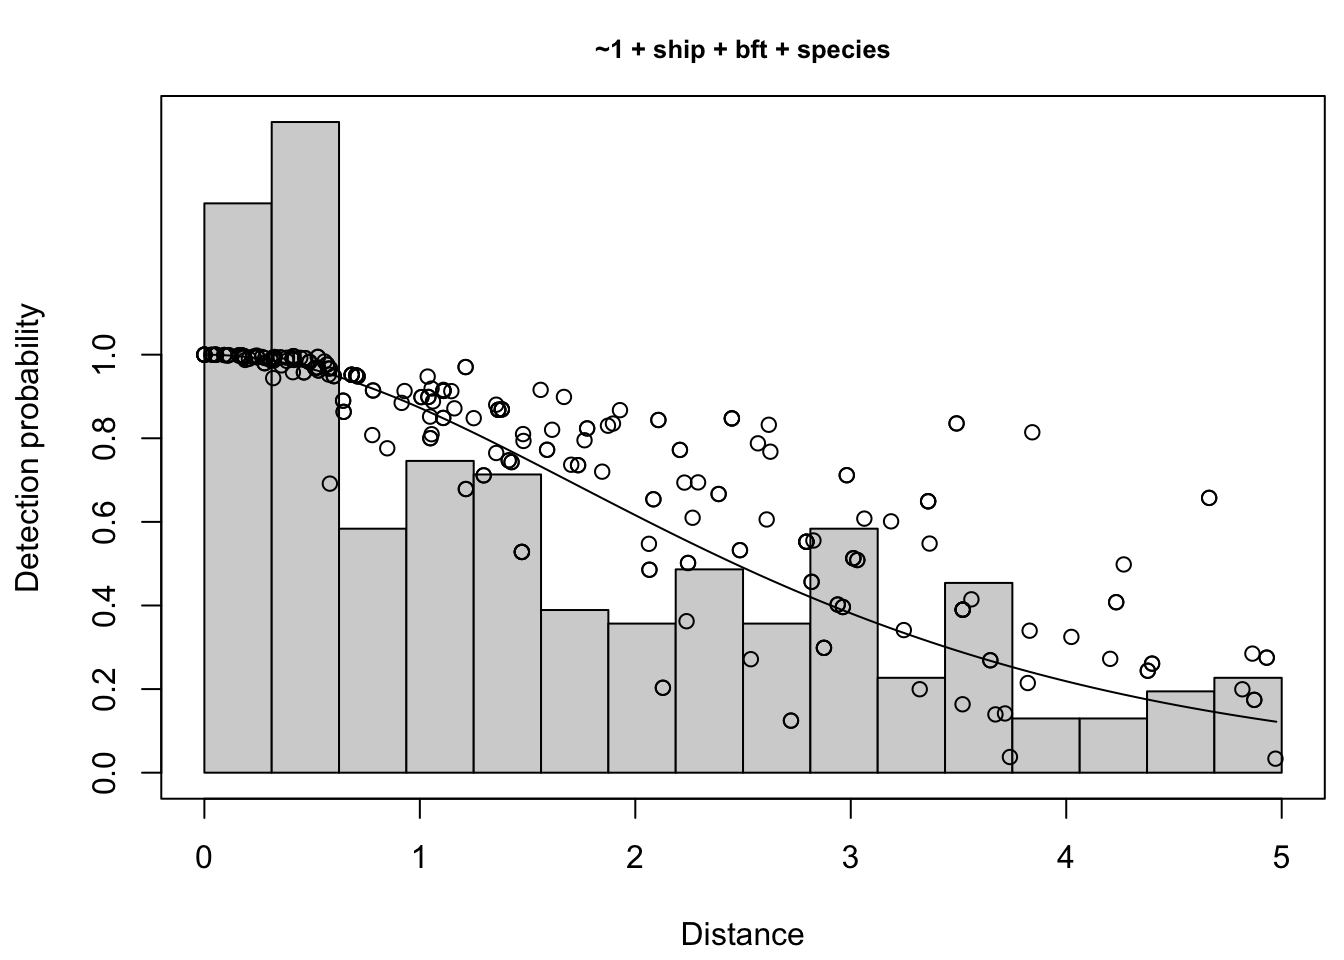 ~1 + ship + bft + species
Detection probability
1.0
0.8
0.6
0.4
0.2
0.0
0 1 2 3 4 5
Distance